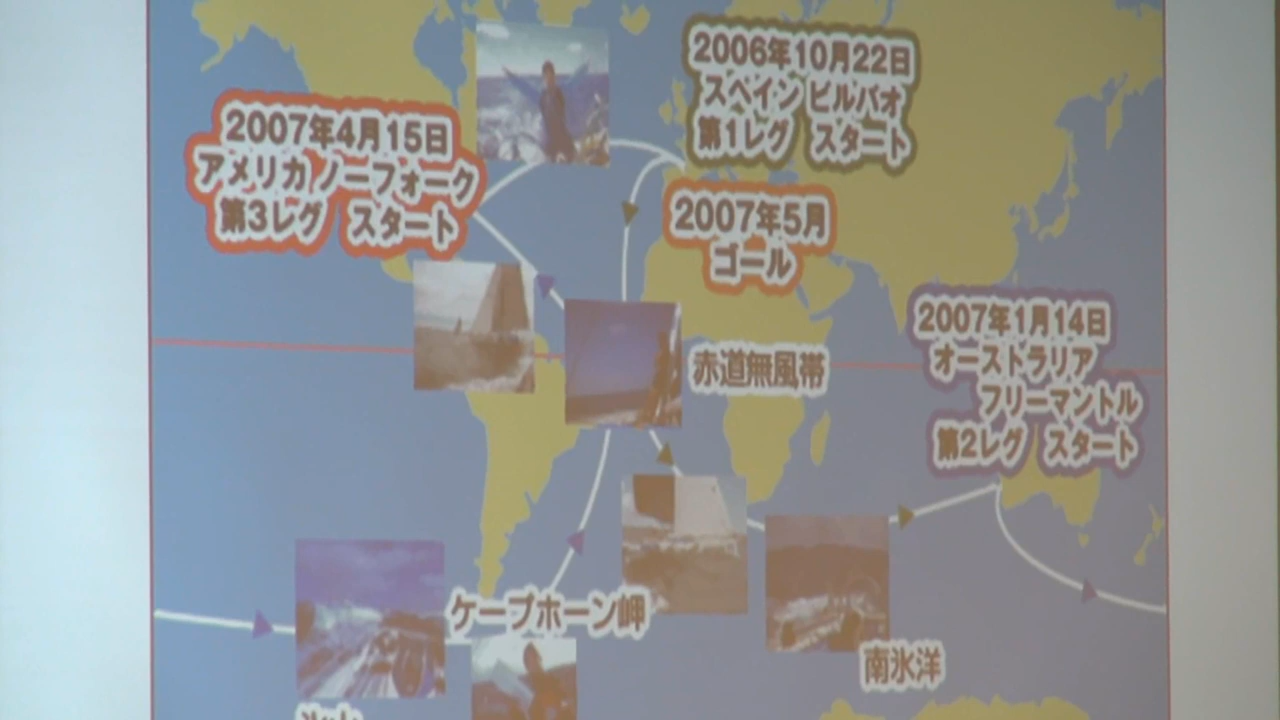 2006年10月22日
スペイン ビルバオ
第1レグ スタート
2007年4月15日
アメリカ ノーフォーク
第3レグ スタート
2007年5月
ゴール
2007年1月14日
オーストラリア
フリーマントル
第2レグ スタート
赤道無風帯
ケープホーン岬
南氷洋